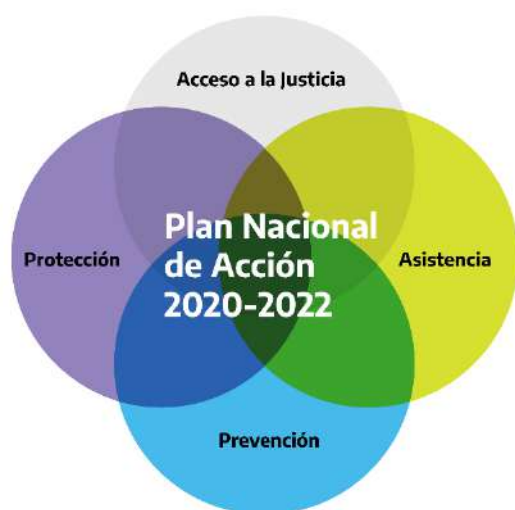 Acceso a la Justicia
Plan Nacional
de Acción
2020-2022
Protección
Asistencia
Prevención